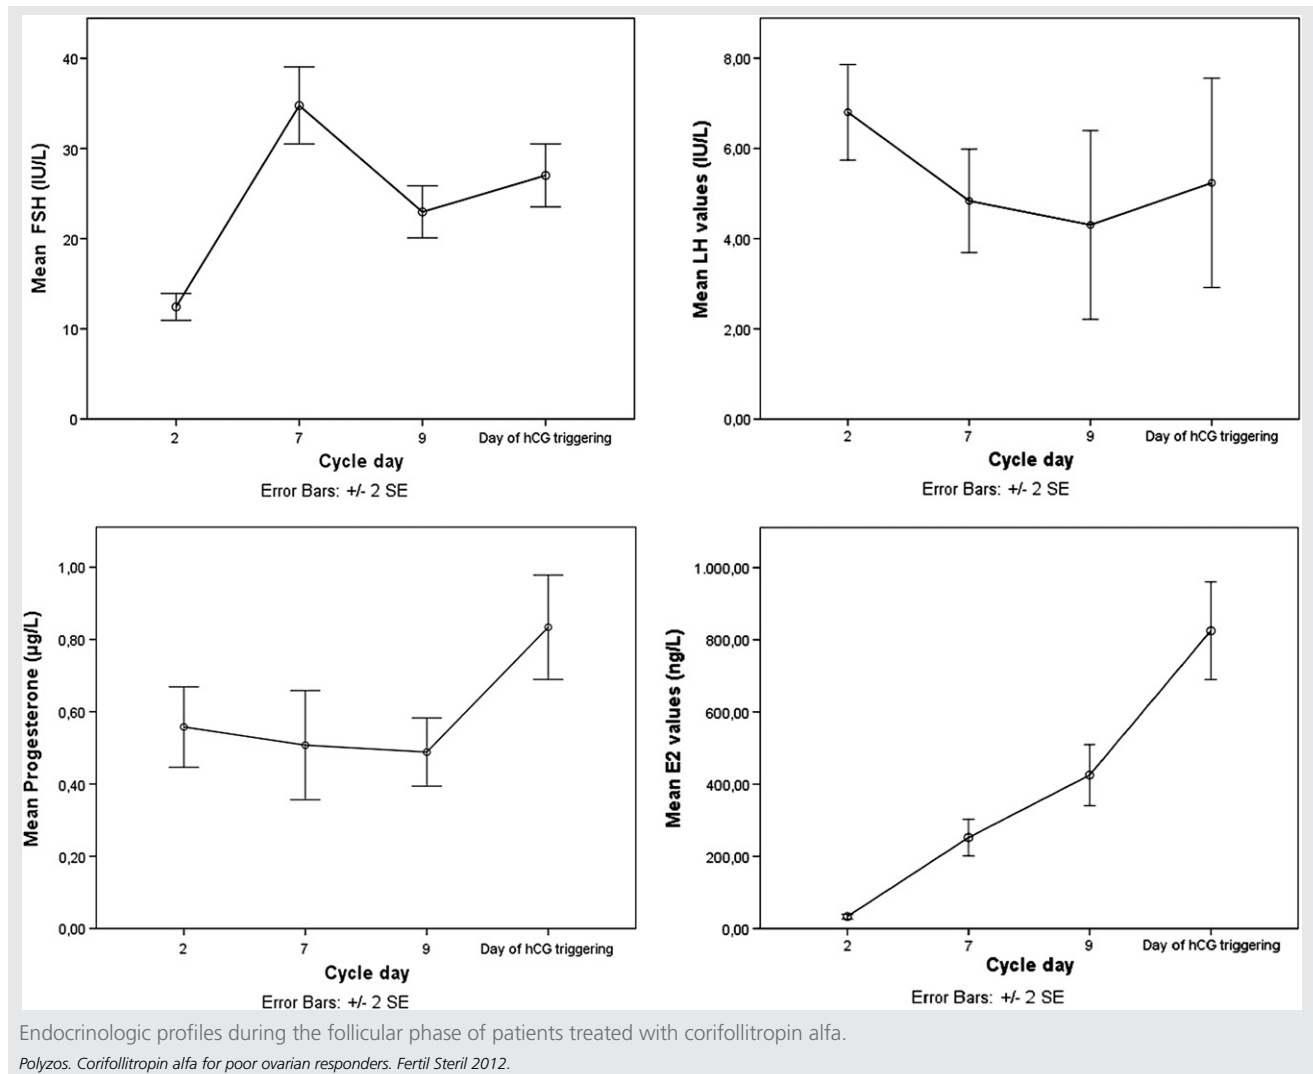 40
30
20
10
0
Mean FSH (IU/L)
2 7 9 Day of hCG triggering
Cycle day
Error Bars: +/- 2 SE
8,00
6,00
4,00
2,00
0,00
Mean LH values (IU/L)
2 7 9 Day of hCG triggering
Cycle day
Error Bars: +/- 2 SE
1,00
0,80
0,60
0,40
0,20
0,00
Mean Progesterone (µg/L)
2 7 9 Day of hCG triggering
Cycle day
Error Bars: +/- 2 SE
1.000,00
800,00
600,00
400,00
200,00
0,00
Mean E2 values (ng/L)
2 7 9 Day of hCG triggering
Cycle day
Error Bars: +/- 2 SE
Endocrinologic profiles during the follicular phase of patients treated with corifollitropin alfa.
Polyzos. Corifollitropin alfa for poor ovarian responders. Fertil Steril 2012.